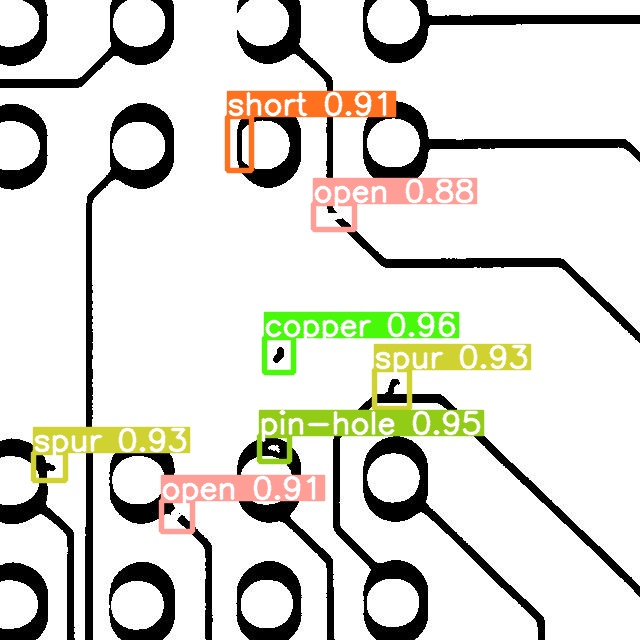 short 0.91
open 0.88
copper 0.96
spur 0.93
pin-hole 0.95
spur 0.93
open 0.91